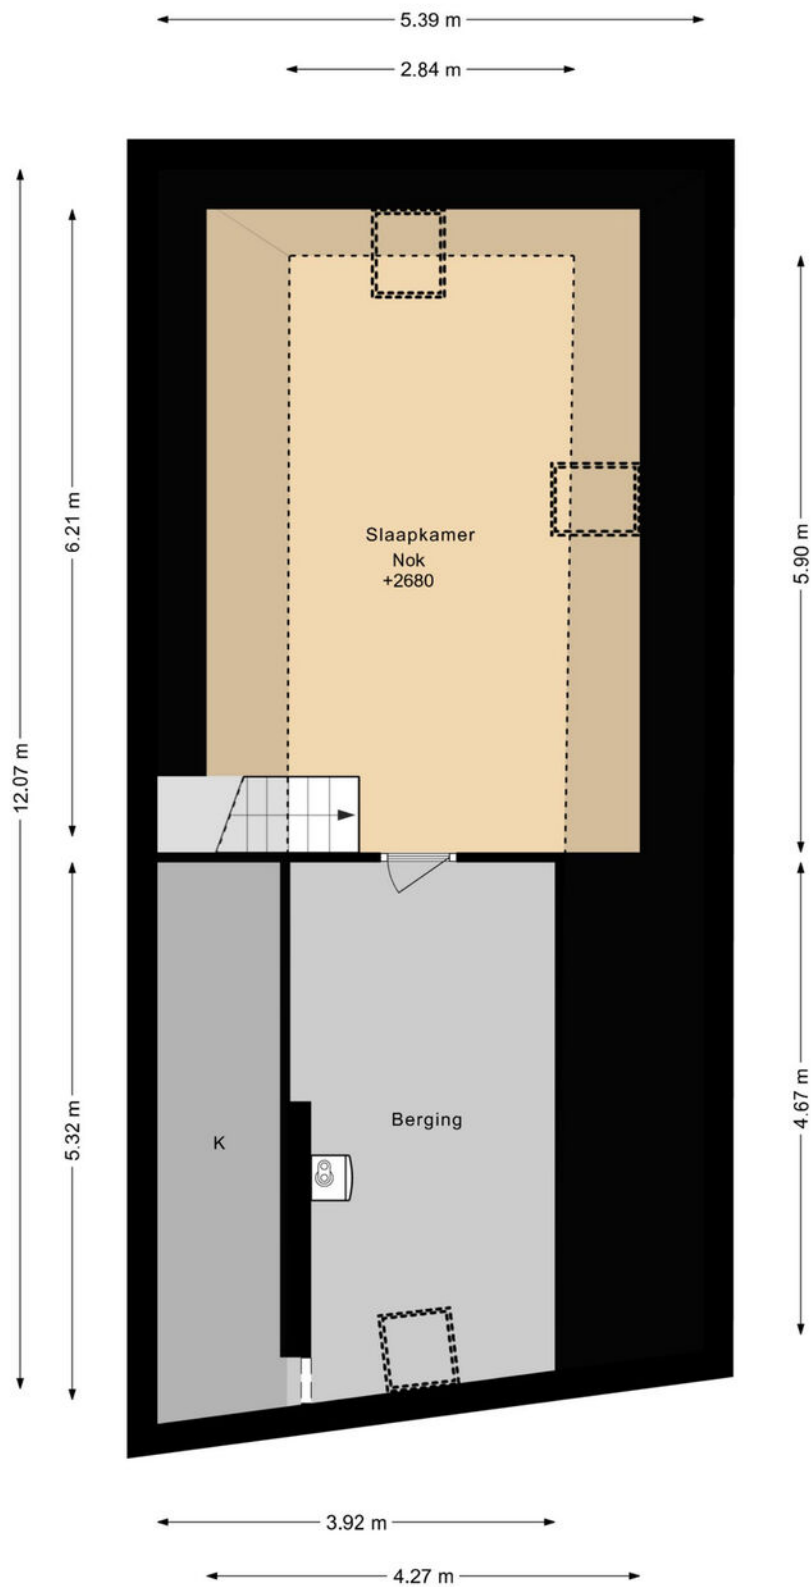 5.39 m
2.84 m
6.21 m
12.07 m
5.90 m
Slaapkamer
Nok
+2680
5.32 m
4.67 m
K
Berging
3.92 m
4.27 m